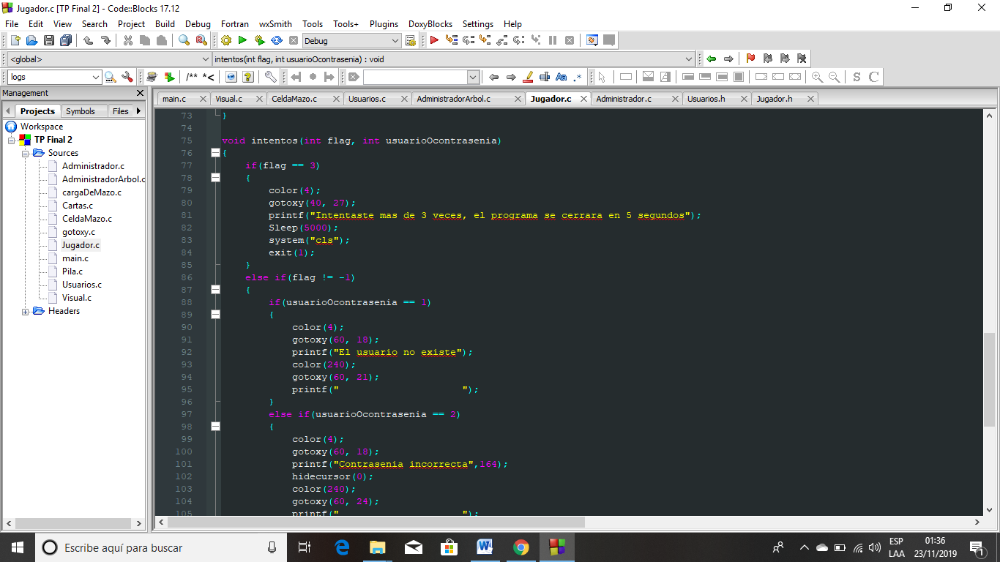 Jugador.c [TP Final 2] - Code::Blocks 17.12
File Edit View Search Project Build Debug Fortran wxSmith Tools Tools+ Plugins DoxyBlocks Settings Help
Debug
<global> intentos(int flag, int usuarioOcontrasenia) : void
logs /** *< Aa .* S C
Management
Projects Symbols Files
Workspace
TP Final 2
Sources
Administrador.c
AdministradorArbol.c
cargaDeMazo.c
Cartas.c
CeldaMazo.c
gotoxy.c
Jugador.c
main.c
Pila.c
Usuarios.c
Visual.c
Headers
main.c Visual.c CeldaMazo.c Usuarios.c AdministradorArbol.c Jugador.c Administrador.c Usuarios.h Jugador.h
73 }
74
75 void intentos(int flag, int usuarioOcontrasenia)
76 {
77 if(flag == 3)
78 {
79 color(4);
80 gotoxy(40, 27);
81 printf("Intentaste mas de 3 veces, el programa se cerrara en 5 segundos");
82 Sleep(5000);
83 system("cls");
84 exit(1);
85 }
86 else if(flag != -1)
87 {
88 if(usuarioOcontrasenia == 1)
89 {
90 color(4);
91 gotoxy(60, 18);
92 printf("El usuario no existe");
93 color(240);
94 gotoxy(60, 21);
95 printf("                     ");
96 }
97 else if(usuarioOcontrasenia == 2)
98 {
99 color(4);
100 gotoxy(60, 18);
101 printf("Contrasenia incorrecta",164);
102 hidecursor(0);
103 color(240);
104 gotoxy(60, 24);
105 printf("                     ");
Escribe aquí para buscar
ESP
LAA
01:36
23/11/2019
1